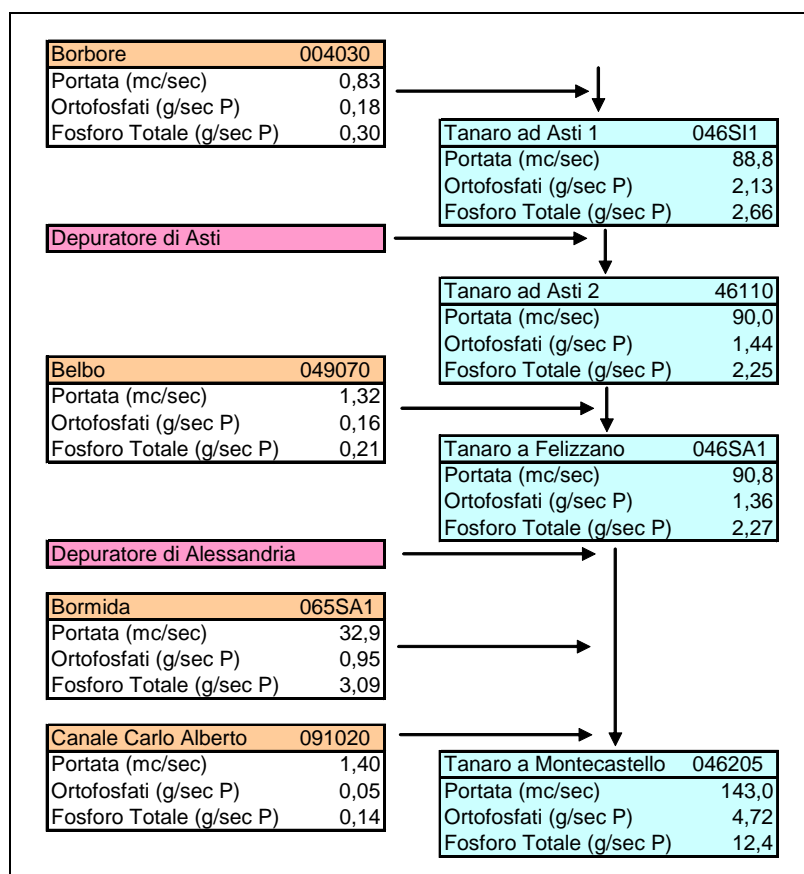 Borbore 004030
Portata (mc/sec) 0,83
Ortofosfati (g/sec P) 0,18
Fosforo Totale (g/sec P) 0,30
Tanaro ad Asti 1 046SI1
Portata (mc/sec) 88,8
Ortofosfati (g/sec P) 2,13
Fosforo Totale (g/sec P) 2,66
Depuratore di Asti
Tanaro ad Asti 2 46110
Portata (mc/sec) 90,0
Ortofosfati (g/sec P) 1,44
Fosforo Totale (g/sec P) 2,25
Belbo 049070
Portata (mc/sec) 1,32
Ortofosfati (g/sec P) 0,16
Fosforo Totale (g/sec P) 0,21
Tanaro a Felizzano 046SA1
Portata (mc/sec) 90,8
Ortofosfati (g/sec P) 1,36
Fosforo Totale (g/sec P) 2,27
Depuratore di Alessandria
Bormida 065SA1
Portata (mc/sec) 32,9
Ortofosfati (g/sec P) 0,95
Fosforo Totale (g/sec P) 3,09
Canale Carlo Alberto 091020
Portata (mc/sec) 1,40
Ortofosfati (g/sec P) 0,05
Fosforo Totale (g/sec P) 0,14
Tanaro a Montecastello 046205
Portata (mc/sec) 143,0
Ortofosfati (g/sec P) 4,72
Fosforo Totale (g/sec P) 12,4